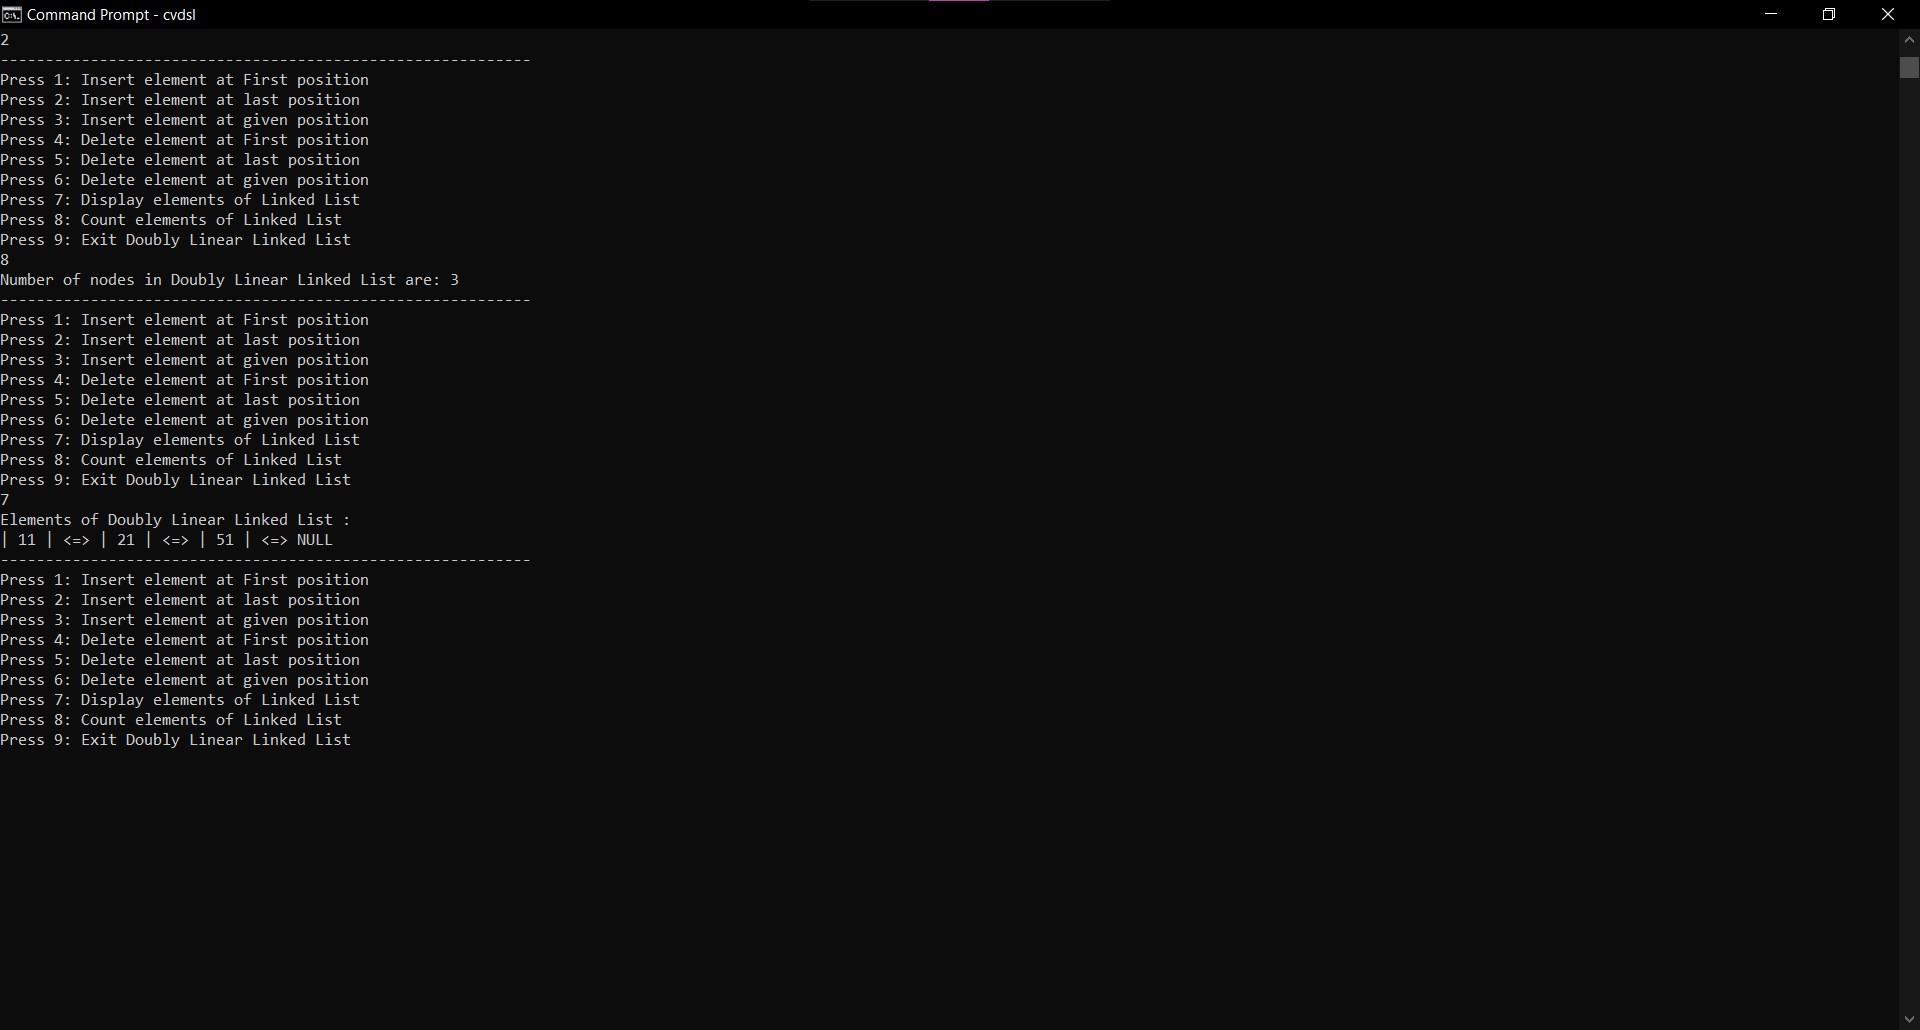 Command Prompt - cvdsl
2
-----------------------------------------------------------
Press 1: Insert element at First position
Press 2: Insert element at last position
Press 3: Insert element at given position
Press 4: Delete element at First position
Press 5: Delete element at last position
Press 6: Delete element at given position
Press 7: Display elements of Linked List
Press 8: Count elements of Linked List
Press 9: Exit Doubly Linear Linked List
8
Number of nodes in Doubly Linear Linked List are: 3
-----------------------------------------------------------
Press 1: Insert element at First position
Press 2: Insert element at last position
Press 3: Insert element at given position
Press 4: Delete element at First position
Press 5: Delete element at last position
Press 6: Delete element at given position
Press 7: Display elements of Linked List
Press 8: Count elements of Linked List
Press 9: Exit Doubly Linear Linked List
7
Elements of Doubly Linear Linked List :
| 11 | <=> | 21 | <=> | 51 | <=> NULL
-----------------------------------------------------------
Press 1: Insert element at First position
Press 2: Insert element at last position
Press 3: Insert element at given position
Press 4: Delete element at First position
Press 5: Delete element at last position
Press 6: Delete element at given position
Press 7: Display elements of Linked List
Press 8: Count elements of Linked List
Press 9: Exit Doubly Linear Linked List